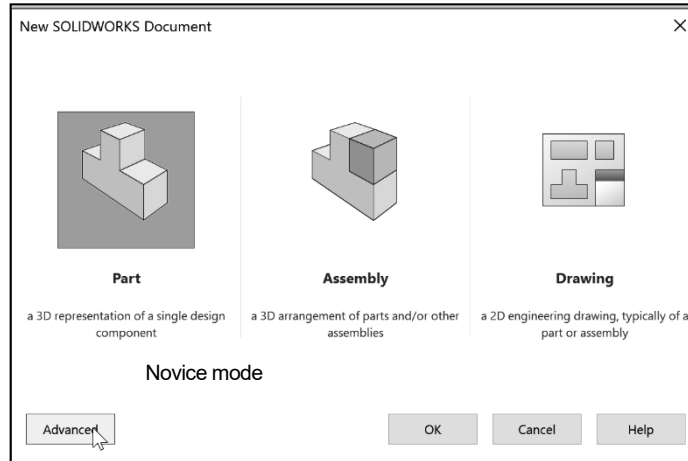 New SOLIDWORKS Document
Part
a 3D representation of a single design
component
Assembly
a 3D arrangement of parts and/or other
assemblies
Drawing
a 2D engineering drawing, typically of a
part or assembly
Novice mode
Advanced
OK
Cancel
Help